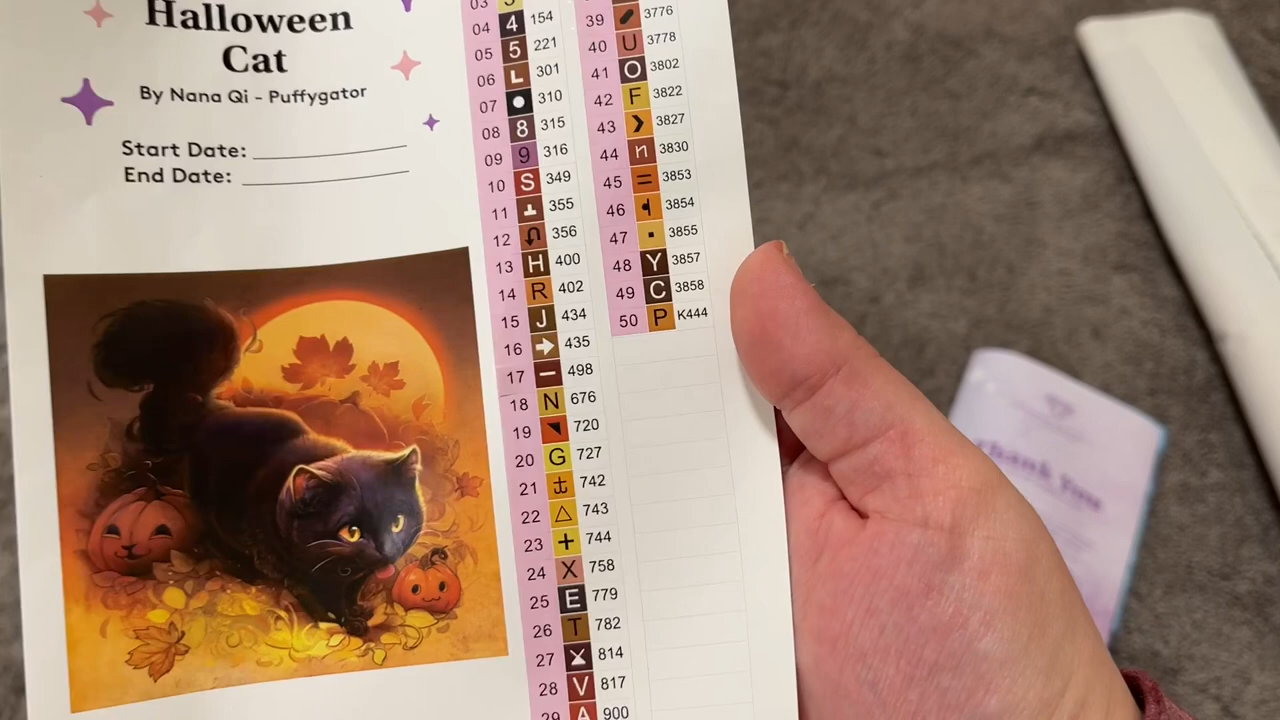 Halloween
Cat
By Nana Qi - Puffygator
Start Date:
End Date:
03
04 4 154
05 5 221
06 L 301
07 ● 310
08 8 315
09 9 316
10 S 349
11 355
12 356
13 H 400
14 R 402
15 J 434
16 ➔ 435
17 – 498
18 N 676
19 ◥ 720
20 G 727
21 742
22 △ 743
23 + 744
24 X 758
25 E 779
26 T 782
27 814
28 V 817
29 A 900
39 3776
40 U 3778
41 O 3802
42 F 3822
43 ❯ 3827
44 n 3830
45 = 3853
46 3854
47 ▪ 3855
48 Y 3857
49 C 3858
50 P K444
Thank You